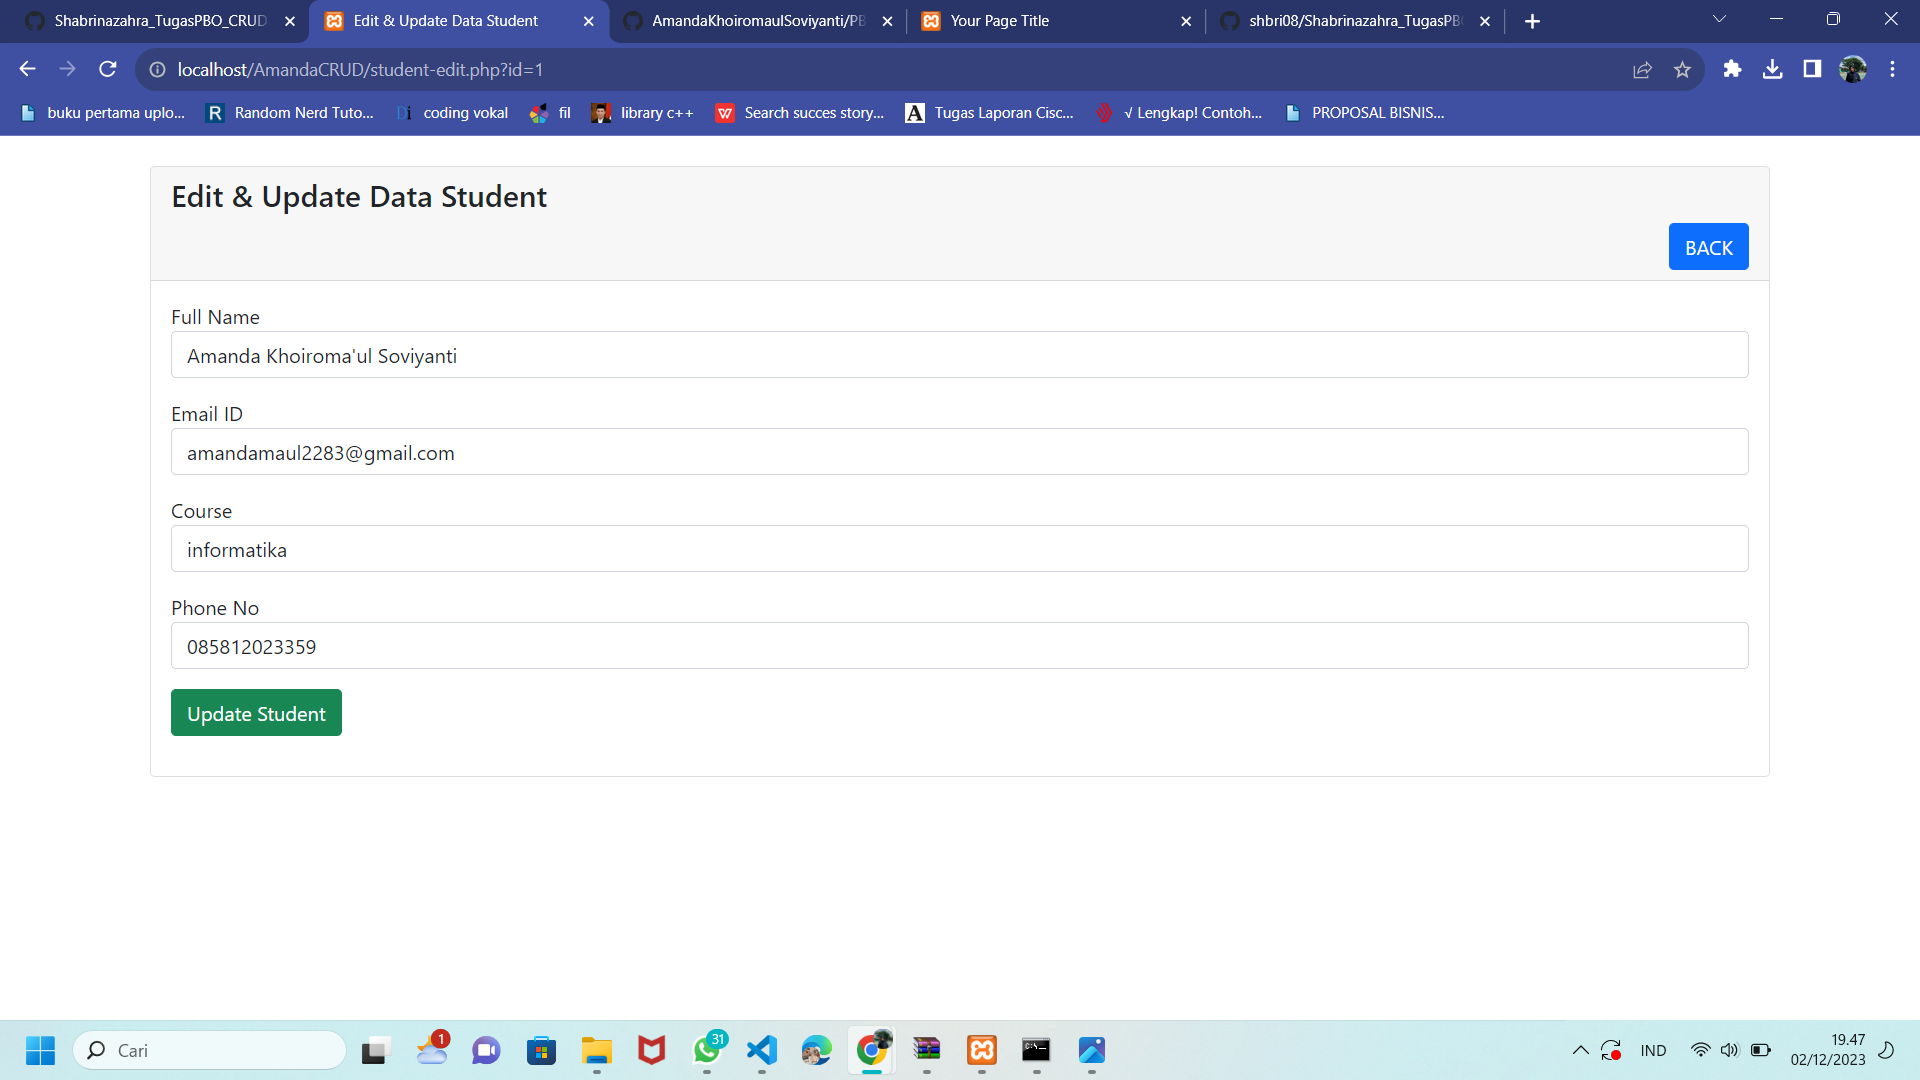 Shabrinazahra_TugasPBO_CRUD
Edit & Update Data Student
AmandaKhoiromaulSoviyanti/PB
Your Page Title
shbri08/Shabrinazahra_TugasPB
localhost/AmandaCRUD/student-edit.php?id=1
buku pertama uplo...
Random Nerd Tuto...
coding vokal
fil
library c++
Search succes story...
Tugas Laporan Cisc...
√ Lengkap! Contoh...
PROPOSAL BISNIS...
Edit & Update Data Student
BACK
Full Name
Amanda Khoiroma'ul Soviyanti
Email ID
amandamaul2283@gmail.com
Course
informatika
Phone No
085812023359
Update Student
Cari
1
31
IND
19.47
02/12/2023